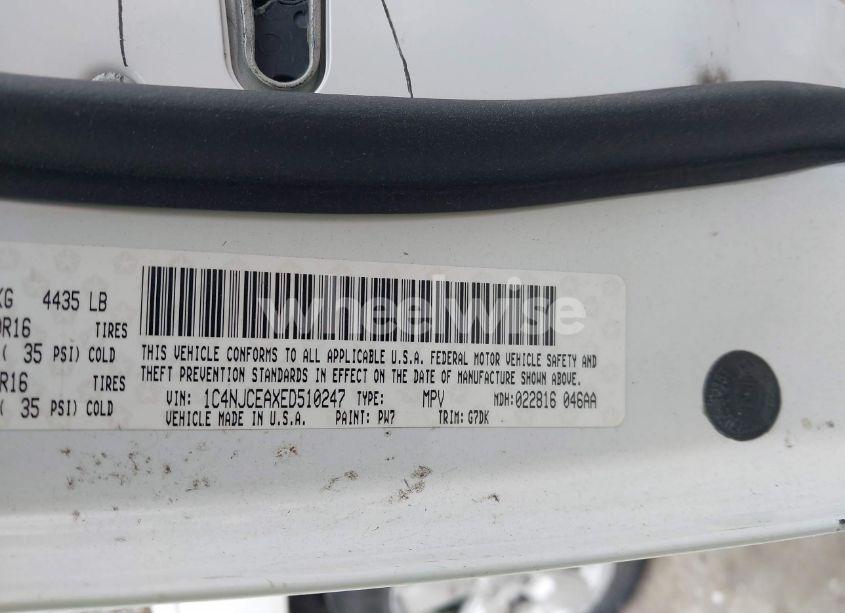 KG 4435 LB
R16 TIRES
( 35 PSI) COLD
R16 TIRES
( 35 PSI) COLD
THIS VEHICLE CONFORMS TO ALL APPLICABLE U.S.A. FEDERAL MOTOR VEHICLE SAFETY AND
THEFT PREVENTION STANDARDS IN EFFECT ON THE DATE OF MANUFACTURE SHOWN ABOVE.
VIN: 1C4NJCEAXED510247 TYPE: MPV MDH:022816 046AA
VEHICLE MADE IN U.S.A. PAINT: PW7 TRIM: G7DK
wheelwise